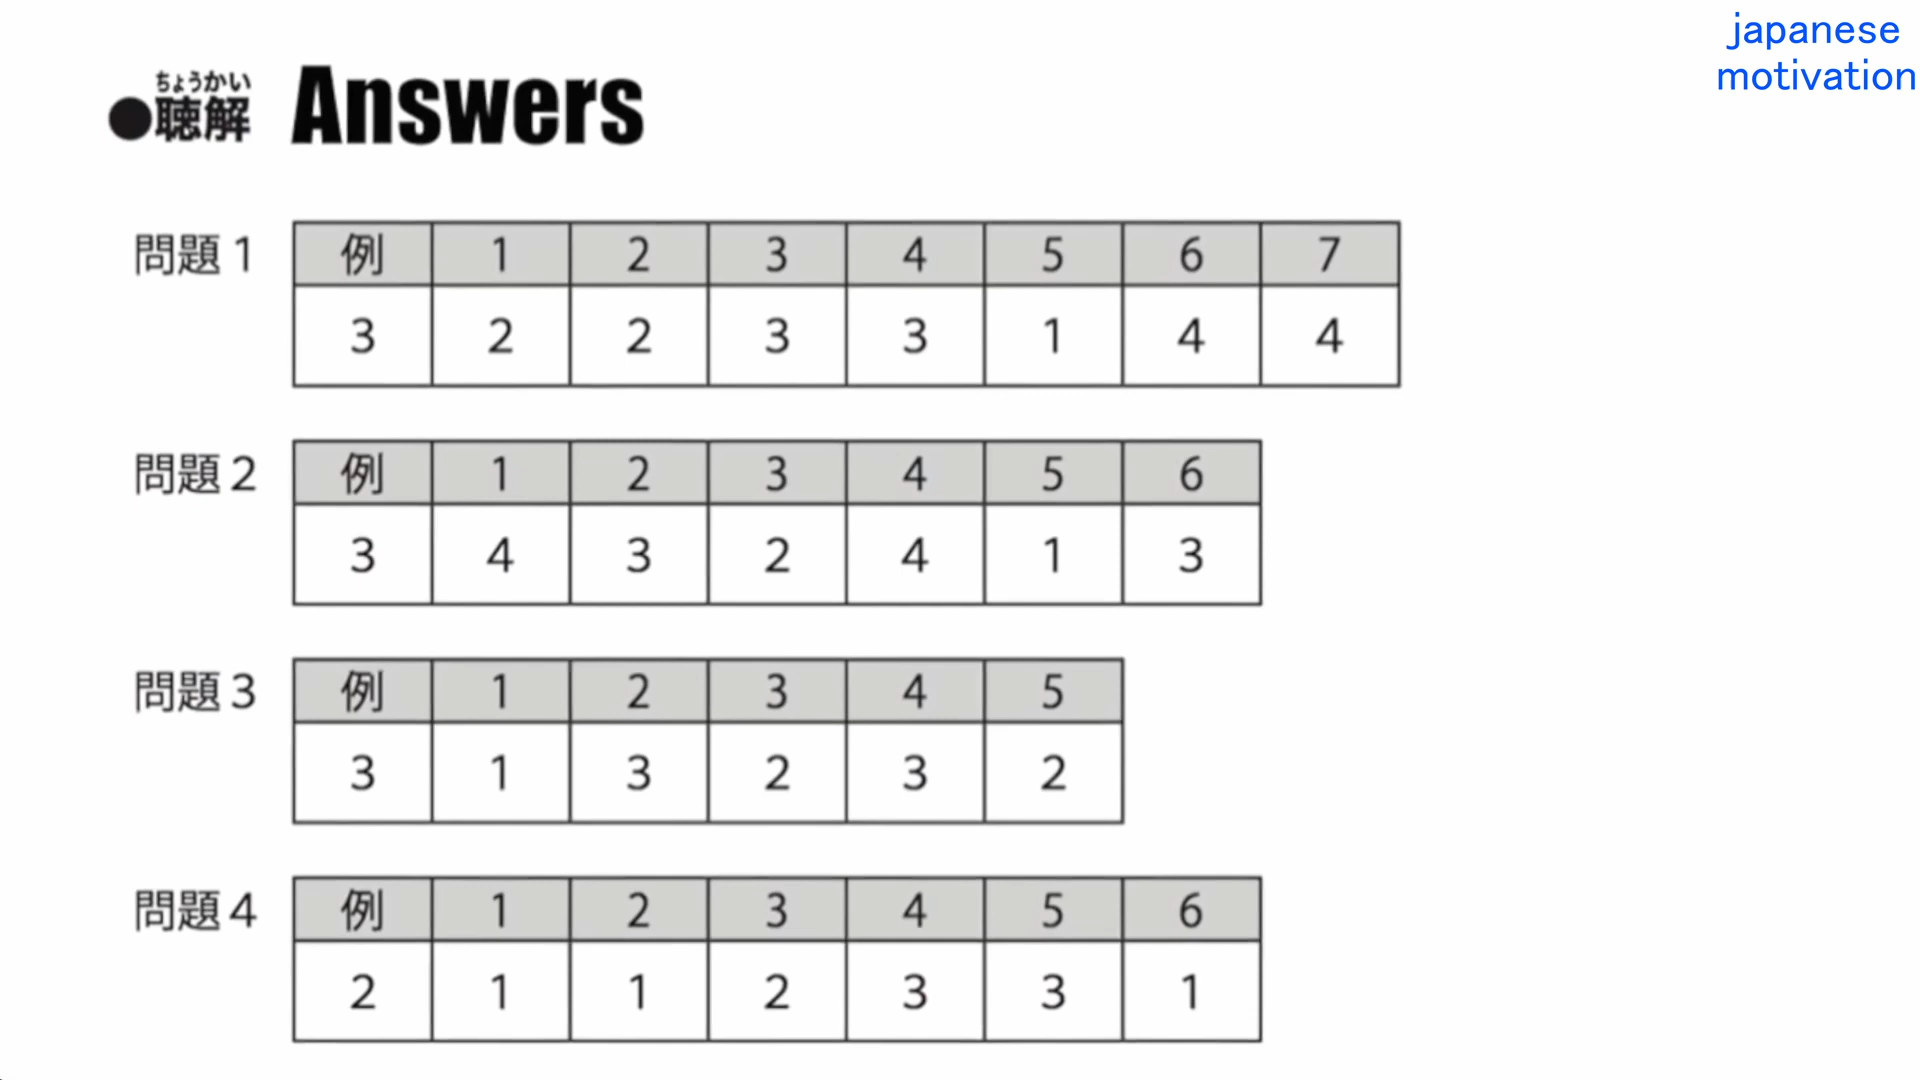 japanese
motivation
ちょうかい
●聴解 Answers
問題1 例 1 2 3 4 5 6 7
3 2 2 3 3 1 4 4
問題2 例 1 2 3 4 5 6
3 4 3 2 4 1 3
問題3 例 1 2 3 4 5
3 1 3 2 3 2
問題4 例 1 2 3 4 5 6
2 1 1 2 3 3 1